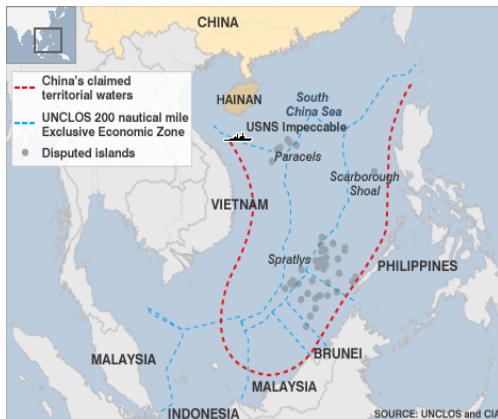 CHINA
China's claimed
territorial waters
UNCLOS 200 nautical mile
Exclusive Economic Zone
Disputed islands
HAINAN
South
China Sea
USNS Impeccable
Paracels
Scarborough
Shoal
VIETNAM
Spratlys
PHILIPPINES
MALAYSIA
BRUNEI
MALAYSIA
INDONESIA
SOURCE: UNCLOS and CIA